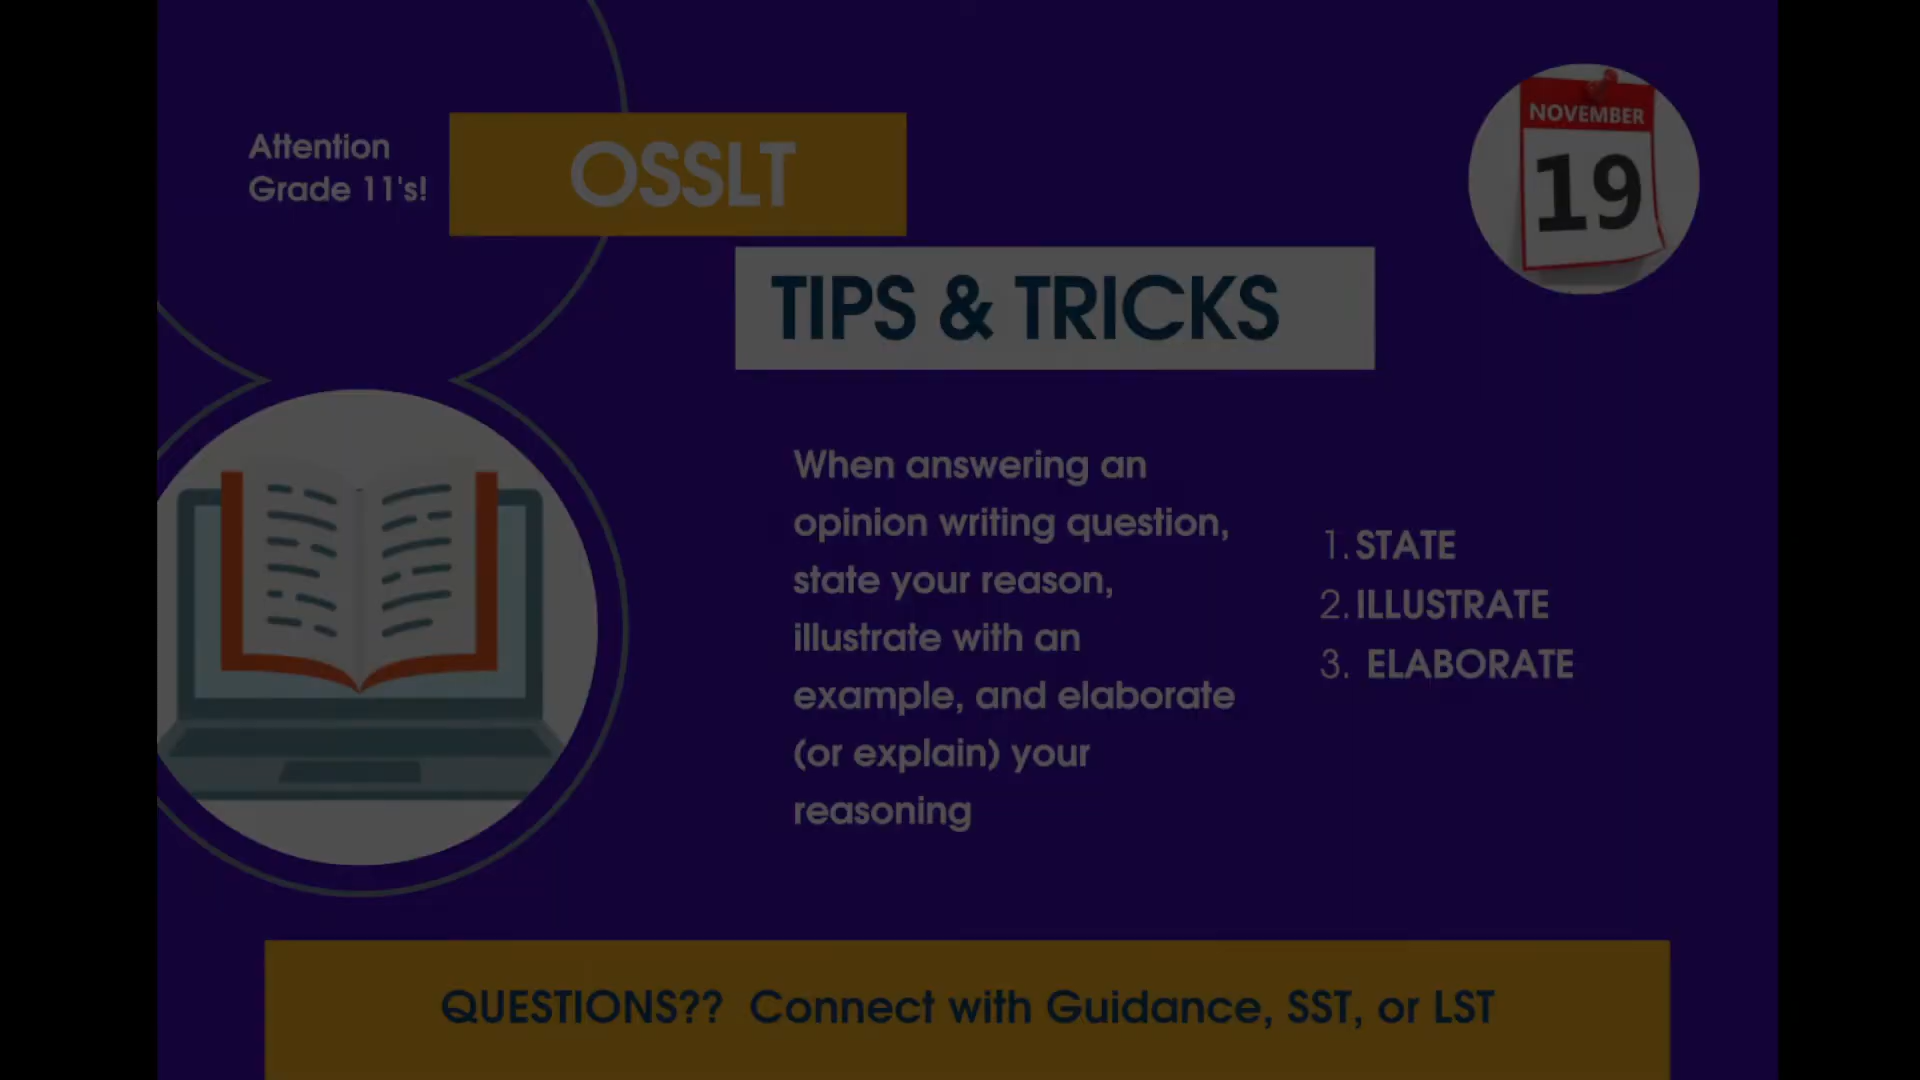 Attention
Grade 11's!
OSSLT
NOVEMBER
19
TIPS & TRICKS
When answering an
opinion writing question,
state your reason,
illustrate with an
example, and elaborate
(or explain) your
reasoning
1. STATE
2. ILLUSTRATE
3. ELABORATE
QUESTIONS?? Connect with Guidance, SST, or LST